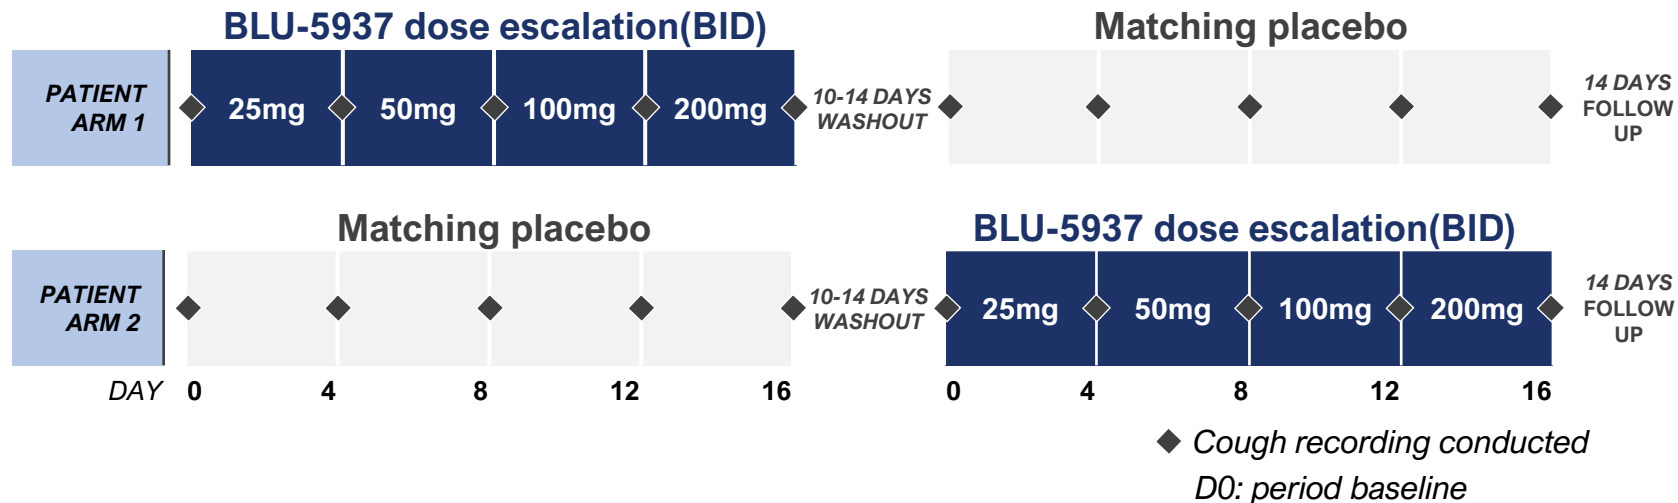 BLU-5937 dose escalation(BID)
Matching placebo
PATIENT
ARM 1
25mg
50mg
100mg
200mg
10-14 DAYS
WASHOUT
14 DAYS
FOLLOW
UP
Matching placebo
BLU-5937 dose escalation(BID)
PATIENT
ARM 2
10-14 DAYS
WASHOUT
25mg
50mg
100mg
200mg
14 DAYS
FOLLOW
UP
DAY 0 4 8 12 16 0 4 8 12 16
Cough recording conducted
D0: period baseline